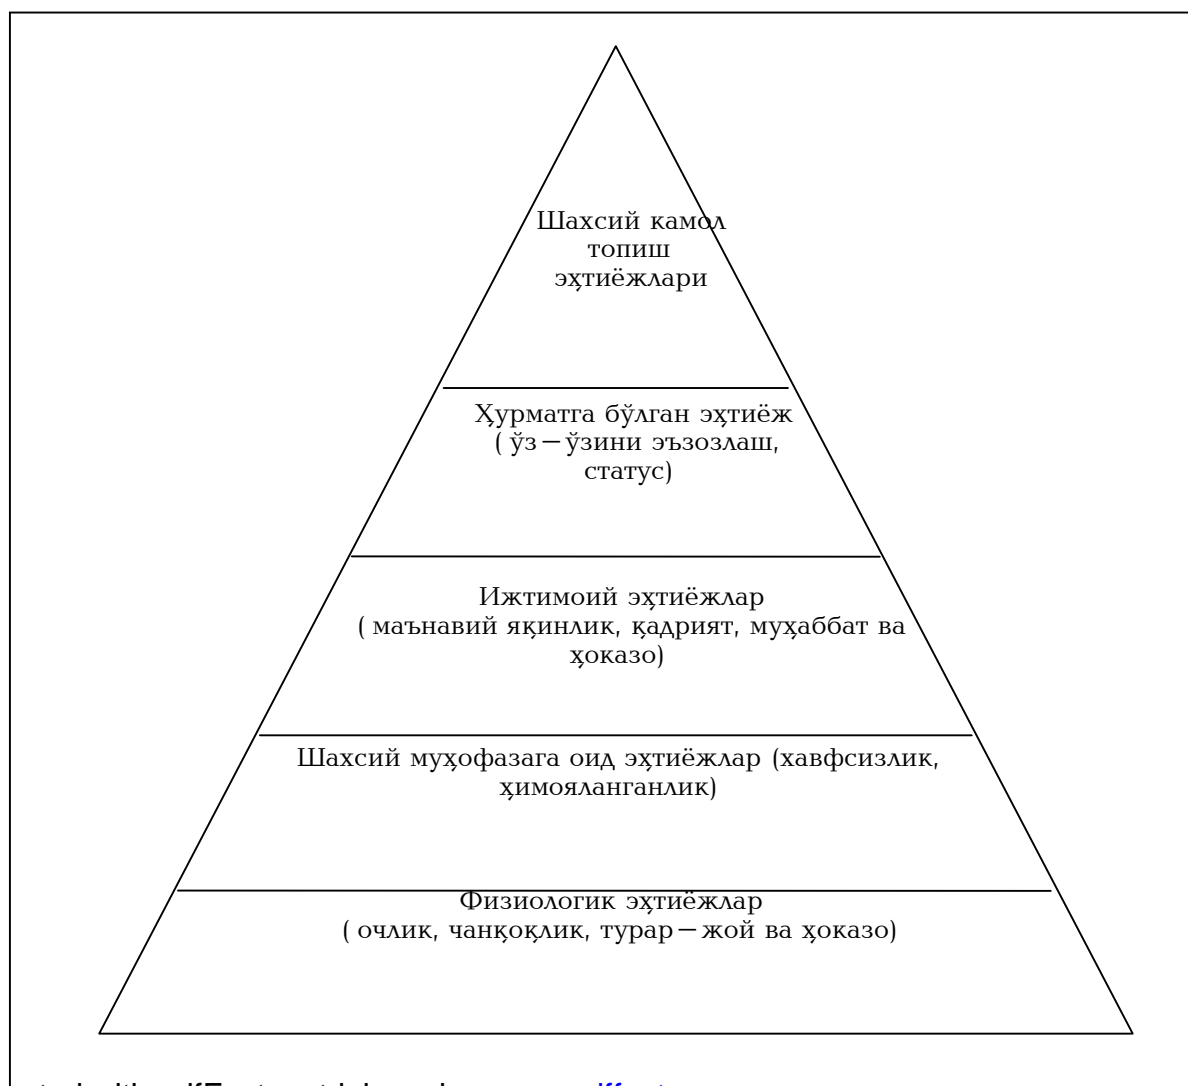 Шахсий камол
топиш
эҳтиёжлари
Ҳурматга бўлган эҳтиёж
( ўз—ўзини эъзозлаш,
статус)
Ижтимоий эҳтиёжлар
( маънавий яқинлик, қадрият, муҳаббат ва
ҳоказо)
Шахсий муҳофазага оид эҳтиёжлар (хавфсизлик,
ҳимояланганлик)
Физиологик эҳтиёжлар
( очлик, чанқоқлик, турар—жой ва ҳоказо)